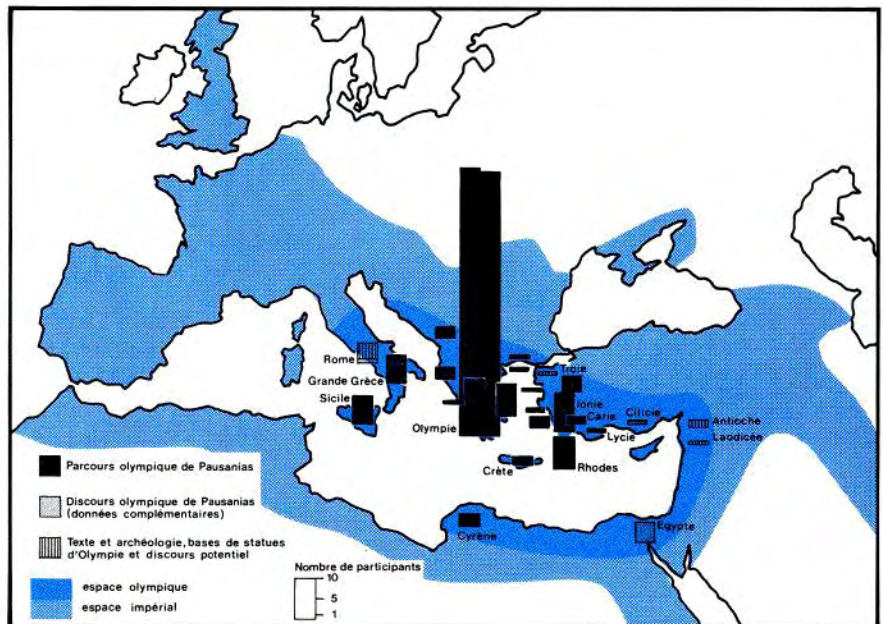 Rome
Grande Grèce
Sicile
Olympie
Crète
Cyrène
Troie
Ionie
Carie
Cilicie
Lycie
Rhodes
Antioche
Laodicée
Egypte
Parcours olympique de Pausanias
Discours olympique de Pausanias
(données complémentaires)
Texte et archéologie, bases de statues
d'Olympie et discours potentiel
espace olympique
espace impérial
Nombre de participants
10
5
1